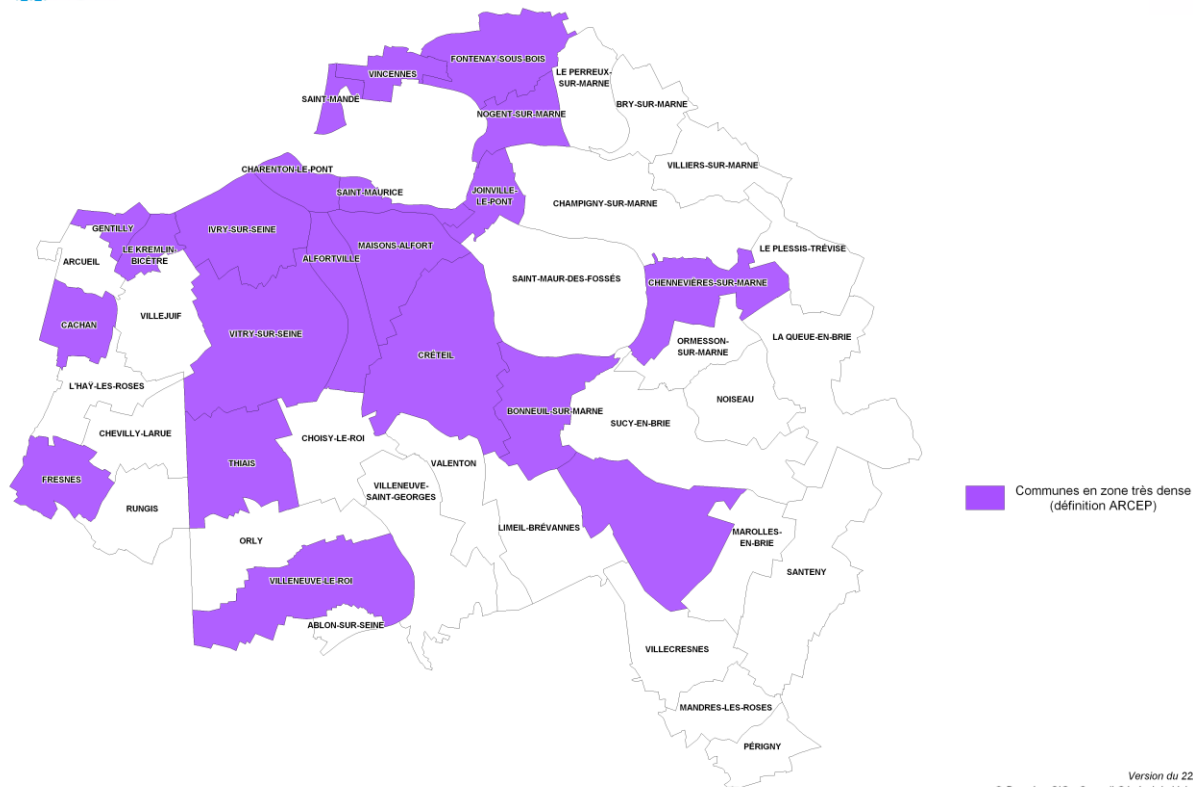 FONTENAY-SOUS-BOIS
VINCENNES
LE PERREUX-
SUR-MARNE
SAINT-MANDÉ
BRY-SUR-MARNE
NOGENT-SUR-MARNE
VILLIERS-SUR-MARNE
CHARENTON-LE-PONT
SAINT-MAURICE
JOINVILLE-
LE-PONT
CHAMPIGNY-SUR-MARNE
GENTILLY
IVRY-SUR-SEINE
LE KREMLIN-
BICÊTRE
MAISONS-ALFORT
LE PLESSIS-TRÉVISE
ARCUEIL
ALFORTVILLE
SAINT-MAUR-DES-FOSSÉS
CHENNEVIÈRES-SUR-MARNE
VILLEJUIF
CACHAN
VITRY-SUR-SEINE
LA QUEUE-EN-BRIE
ORMESSON-
SUR-MARNE
CRÉTEIL
L'HAŸ-LES-ROSES
NOISEAU
BONNEUIL-SUR-MARNE
SUCY-EN-BRIE
CHEVILLY-LARUE
CHOISY-LE-ROI
THIAIS
VALENTON
FRESNES
VILLENEUVE-
SAINT-GEORGES
RUNGIS
LIMEIL-BRÉVANNES
Communes en zone très dense
(définition ARCEP)
MAROLLES-
EN-BRIE
ORLY
SANTENY
VILLENEUVE-LE-ROI
ABLON-SUR-SEINE
VILLECRESNES
MANDRES-LES-ROSES
PÉRIGNY
Version du 22